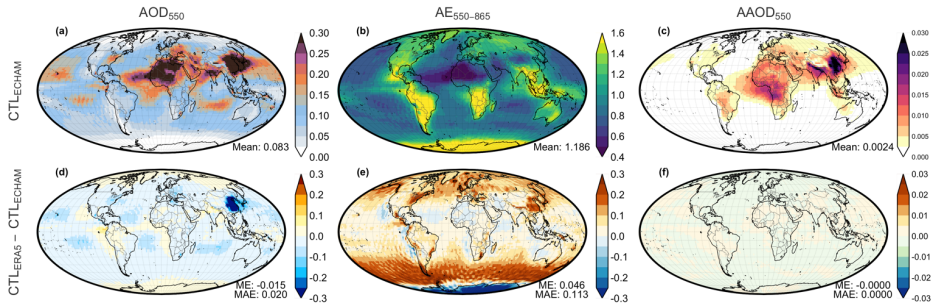 AOD550 AE550−865 AAOD550
CTLECHAM
(a) (b) (c)
0.30 1.6 0.030
0.25 1.4 0.025
0.20 1.2 0.020
0.15 1.0 0.015
0.10 0.8 0.010
0.05 0.6 0.005
0.00 0.4 0.000
Mean: 0.083 Mean: 1.186 Mean: 0.0024
CTLERA5 − CTLECHAM
(d) (e) (f)
0.3 0.3 0.03
0.2 0.2 0.02
0.1 0.1 0.01
0.0 0.0 0.00
-0.1 -0.1 -0.01
-0.2 -0.2 -0.02
-0.3 -0.3 -0.03
ME: -0.015 ME: 0.046 ME: -0.0000
MAE: 0.020 MAE: 0.113 MAE: 0.0000